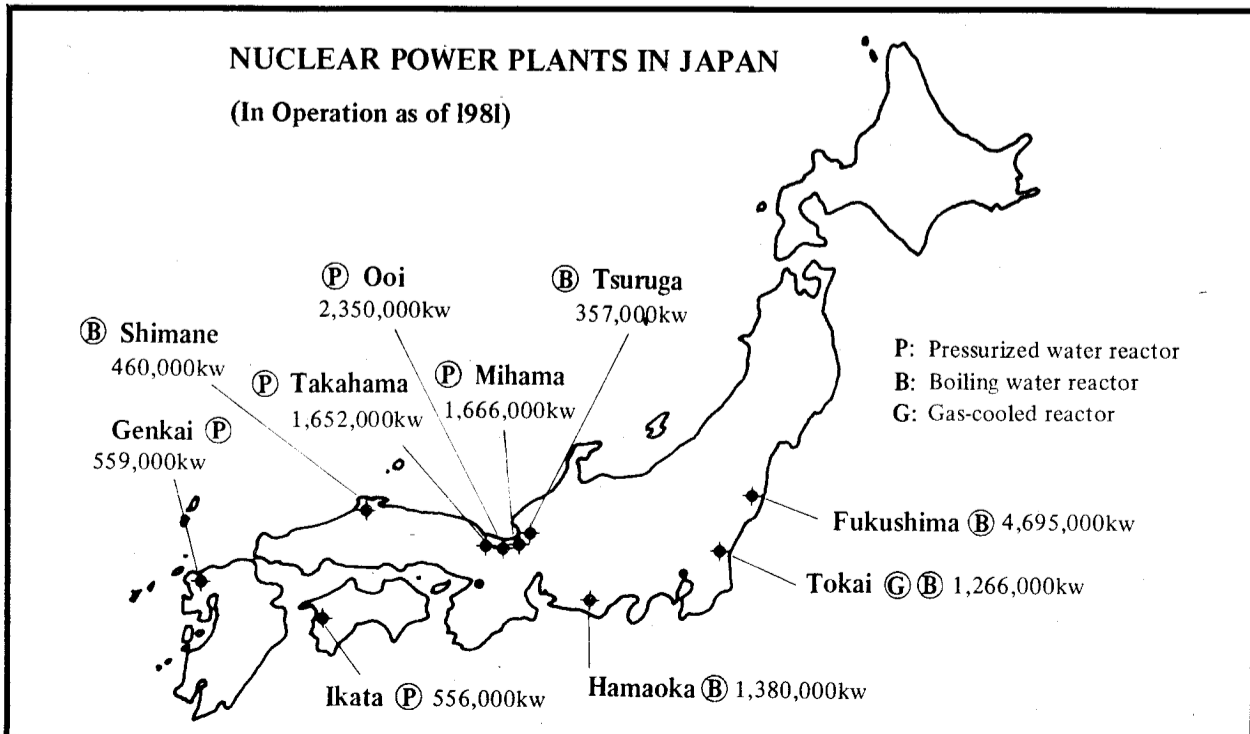 NUCLEAR POWER PLANTS IN JAPAN
(In Operation as of 1981)
Ⓟ Ooi
2,350,000kw
Ⓑ Tsuruga
357,000kw
Ⓑ Shimane
460,000kw
Ⓟ Takahama
1,652,000kw
Ⓟ Mihama
1,666,000kw
Genkai Ⓟ
559,000kw
P: Pressurized water reactor
B: Boiling water reactor
G: Gas-cooled reactor
Fukushima Ⓑ 4,695,000kw
Tokai Ⓖ Ⓑ 1,266,000kw
Hamaoka Ⓑ 1,380,000kw
Ikata Ⓟ 556,000kw